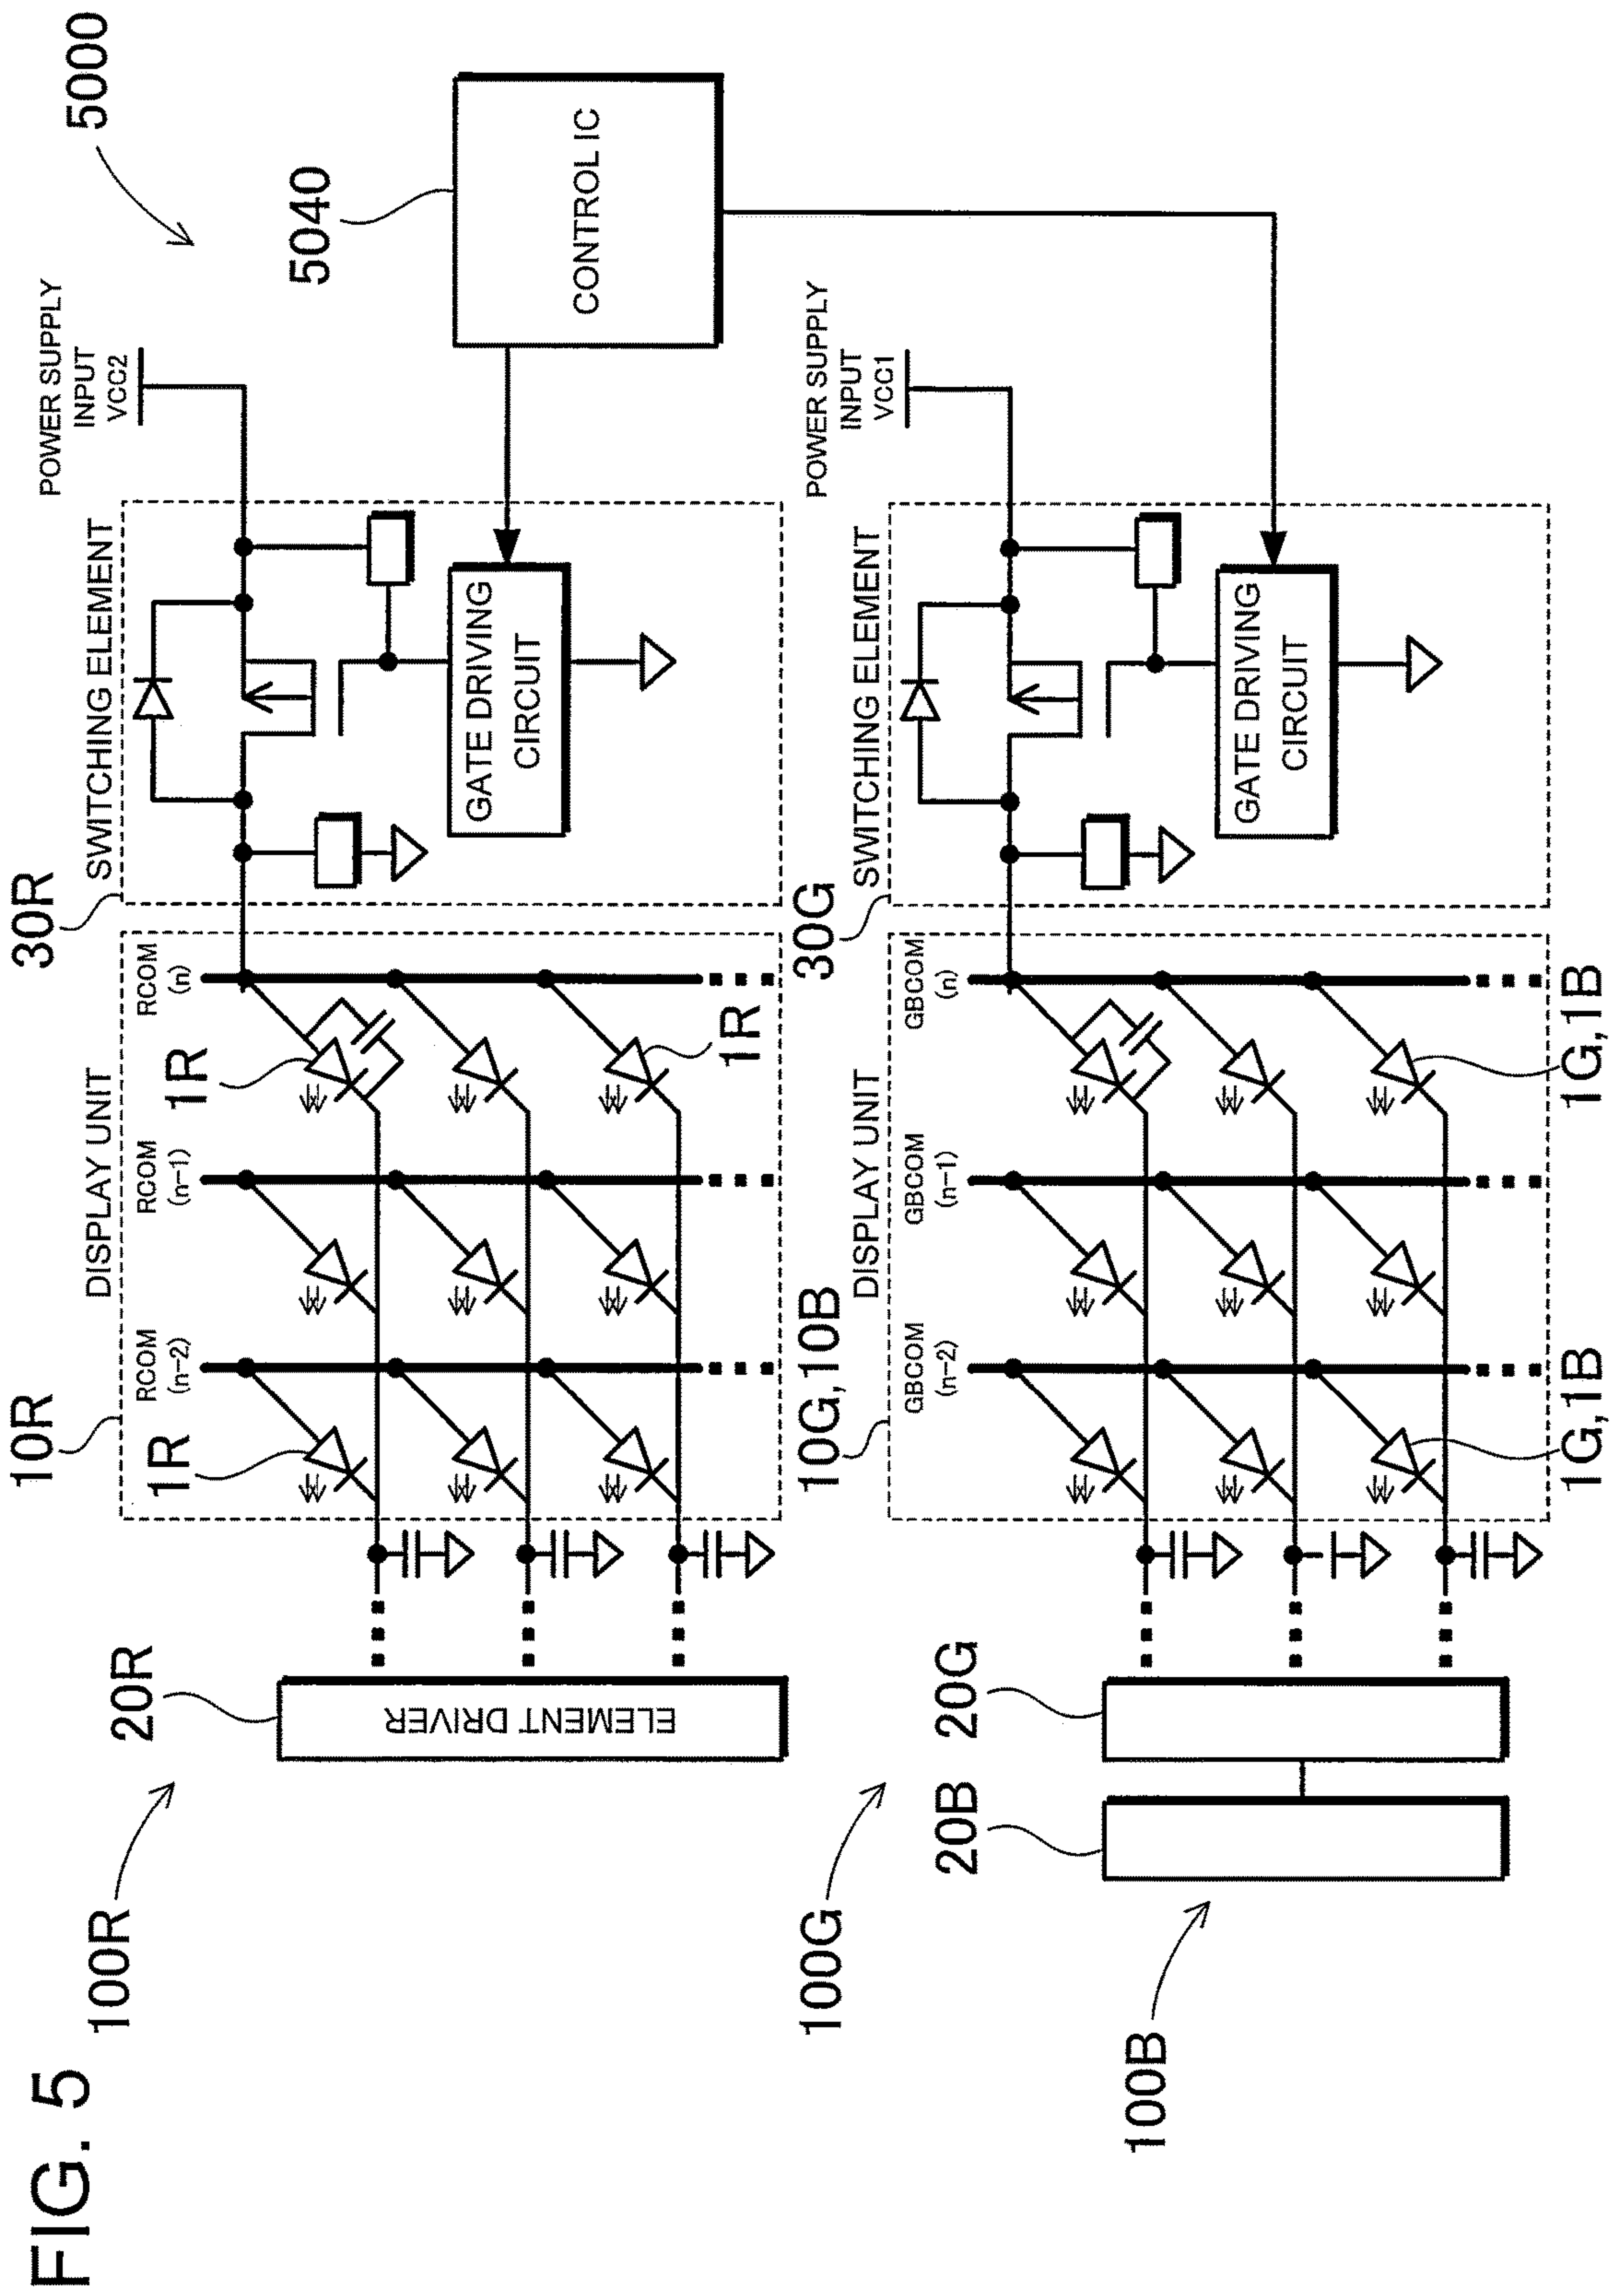 FIG. 5
100R
20R
ELEMENT DRIVER
10R
DISPLAY UNIT
RCOM
(n-2)
RCOM
(n-1)
RCOM
(n)
1R
1R
1R
30R
SWITCHING ELEMENT
GATE DRIVING
CIRCUIT
POWER SUPPLY
INPUT
VCC2
5040
CONTROL IC
5000
100G
100B
20B
20G
10G,10B
DISPLAY UNIT
GBCOM
(n-2)
GBCOM
(n-1)
GBCOM
(n)
1G,1B
1G,1B
30G
SWITCHING ELEMENT
GATE DRIVING
CIRCUIT
POWER SUPPLY
INPUT
VCC1